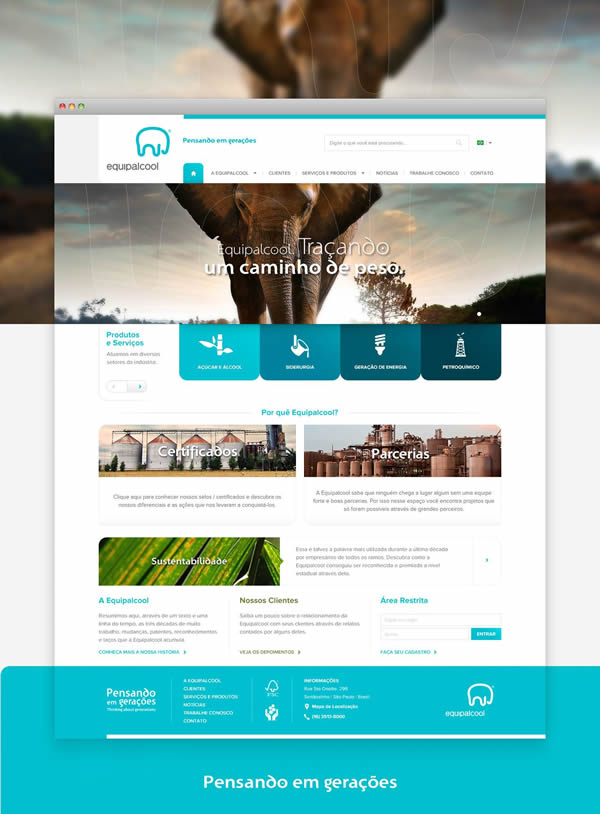 equipalcool
Pensando em gerações
Digite o que você está procurando...
A EQUIPALCOOL
CLIENTES
SERVIÇOS E PRODUTOS
NOTÍCIAS
TRABALHE CONOSCO
CONTATO
Equipalcool. Traçando
um caminho de peso.
Produtos
e Serviços
Atuamos em diversos
setores da indústria.
AÇÚCAR E ÁLCOOL
SIDERURGIA
GERAÇÃO DE ENERGIA
PETROQUÍMICO
Por quê Equipalcool?
Certificados
Parcerias
Clique aqui para conhecer nossos selos / certificados e descubra os
nossos diferenciais e as ações que nos levaram a conquistá-los.
A Equipalcool sabe que ninguém chega a lugar algum sem uma equipe
forte e boas parcerias. Por isso nesse espaço você encontra projetos que
só foram possíveis através de grandes parceiros.
Sustentabilidade
Essa é talvez a palavra mais utilizada durante a última década
por empresários de todos os ramos. Descubra como a
Equipalcool conseguiu ser reconhecida e premiada a nível
estadual através dela.
A Equipalcool
Resumimos aqui, através de um texto e uma
linha do tempo, as três décadas de muito
trabalho, mudanças, patentes, reconhecimentos
e laços que a Equipalcool acumula.
CONHEÇA MAIS A NOSSA HISTÓRIA
Nossos Clientes
Saiba um pouco sobre o relacionamento da
Equipalcool com seus clientes através de relatos
contados por alguns deles.
VEJA OS DEPOIMENTOS
Área Restrita
ENTRAR
FAÇA SEU CADASTRO
Pensando
em gerações
Thinking about generations
A EQUIPALCOOL
CLIENTES
SERVIÇOS E PRODUTOS
NOTÍCIAS
TRABALHE CONOSCO
CONTATO
FSC
INFORMAÇÕES
Sertãozinho / São Paulo / Brasil
Mapa de Localização
(16) 3513-8000
equipalcool
Pensando em gerações